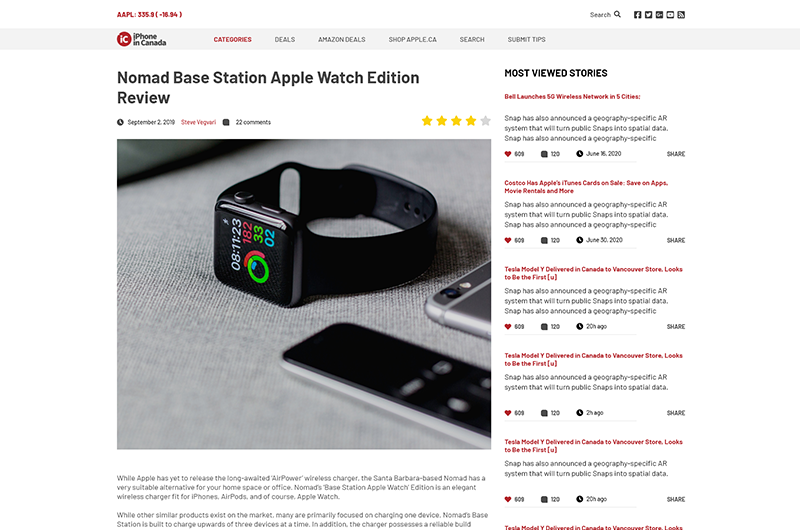 AAPL: 335.9 ( -16.94 )
Search
iC iPhone in Canada
CATEGORIES DEALS AMAZON DEALS SHOP APPLE.CA SEARCH SUBMIT TIPS
Nomad Base Station Apple Watch Edition
Review
September 2, 2019 Steve Vegvari 22 comments
08:11:23
182
33
02
While Apple has yet to release the long-awaited 'AirPower' wireless charger, the Santa Barbara-based Nomad has a
very suitable alternative for your home space or office. Nomad's 'Base Station Apple Watch' Edition is an elegant
wireless charger fit for iPhones, AirPods, and of course, Apple Watch.
While other similar products exist on the market, many are primarily focused on charging one device. Nomad's Base
Station is built to charge upwards of three devices at a time. In addition, the charger possesses a reliable build
MOST VIEWED STORIES
Bell Launches 5G Wireless Network in 5 Cities:
Snap has also announced a geography-specific AR
system that will turn public Snaps into spatial data.
Snap has also announced a geography-specific
609 120 June 16, 2020 SHARE
Costco Has Apple's iTunes Cards on Sale: Save on Apps,
Movie Rentals and More
Snap has also announced a geography-specific AR
system that will turn public Snaps into spatial data.
Snap has also announced a geography-specific
609 120 June 30, 2020 SHARE
Tesla Model Y Delivered in Canada to Vancouver Store, Looks
to Be the First [u]
Snap has also announced a geography-specific AR
system that will turn public Snaps into spatial data.
Snap has also announced a geography-specific
609 120 20h ago SHARE
Tesla Model Y Delivered in Canada to Vancouver Store, Looks
to Be the First [u]
Snap has also announced a geography-specific AR
system that will turn public Snaps into spatial data.
609 120 2h ago SHARE
Tesla Model Y Delivered in Canada to Vancouver Store, Looks
to Be the First [u]
Snap has also announced a geography-specific AR
system that will turn public Snaps into spatial data.
609 120 20h ago SHARE
Tesla Model Y Delivered in Canada to Vancouver Store, Looks